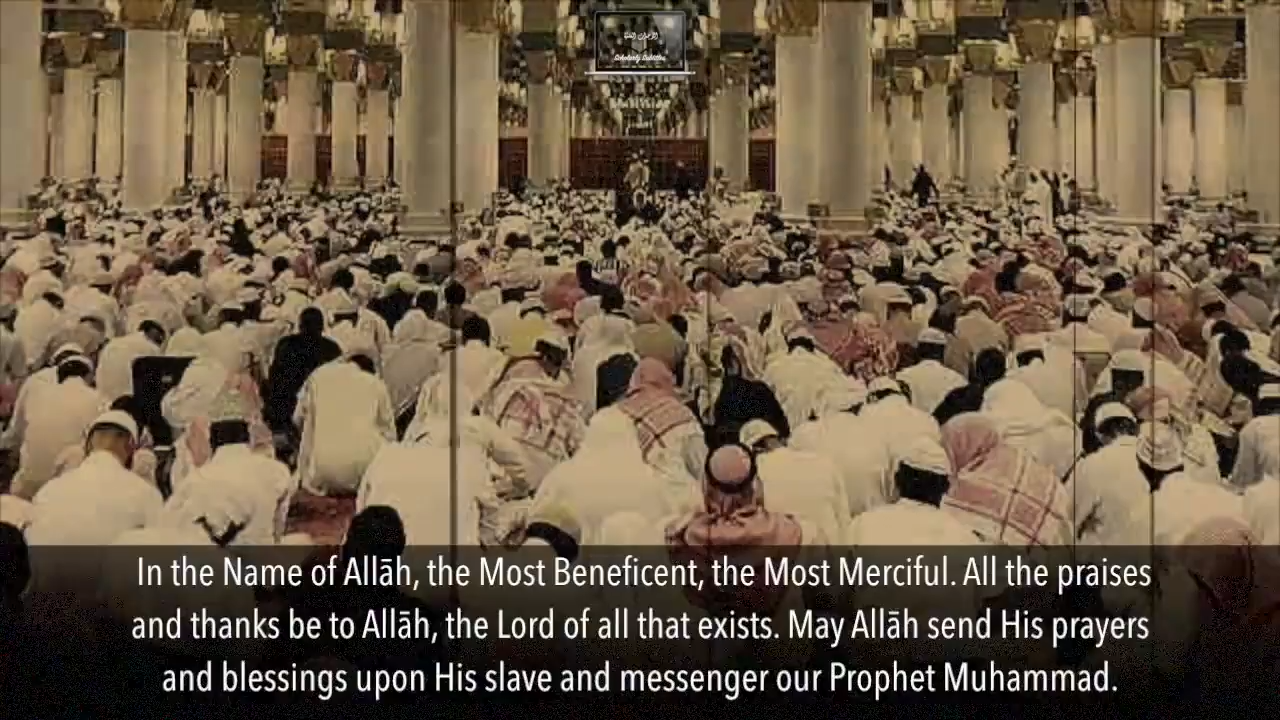 Scholarly Subtitles
In the Name of Allāh, the Most Beneficent, the Most Merciful. All the praises
and thanks be to Allāh, the Lord of all that exists. May Allāh send His prayers
and blessings upon His slave and messenger our Prophet Muhammad.